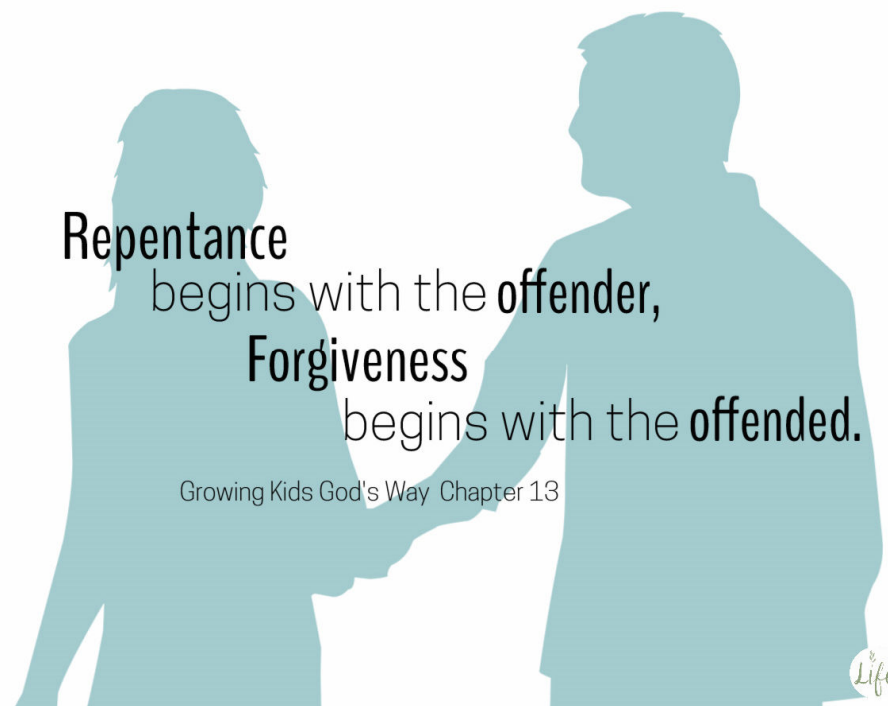 Repentance
begins with the offender,
Forgiveness
begins with the offended.
Growing Kids God's Way Chapter 13